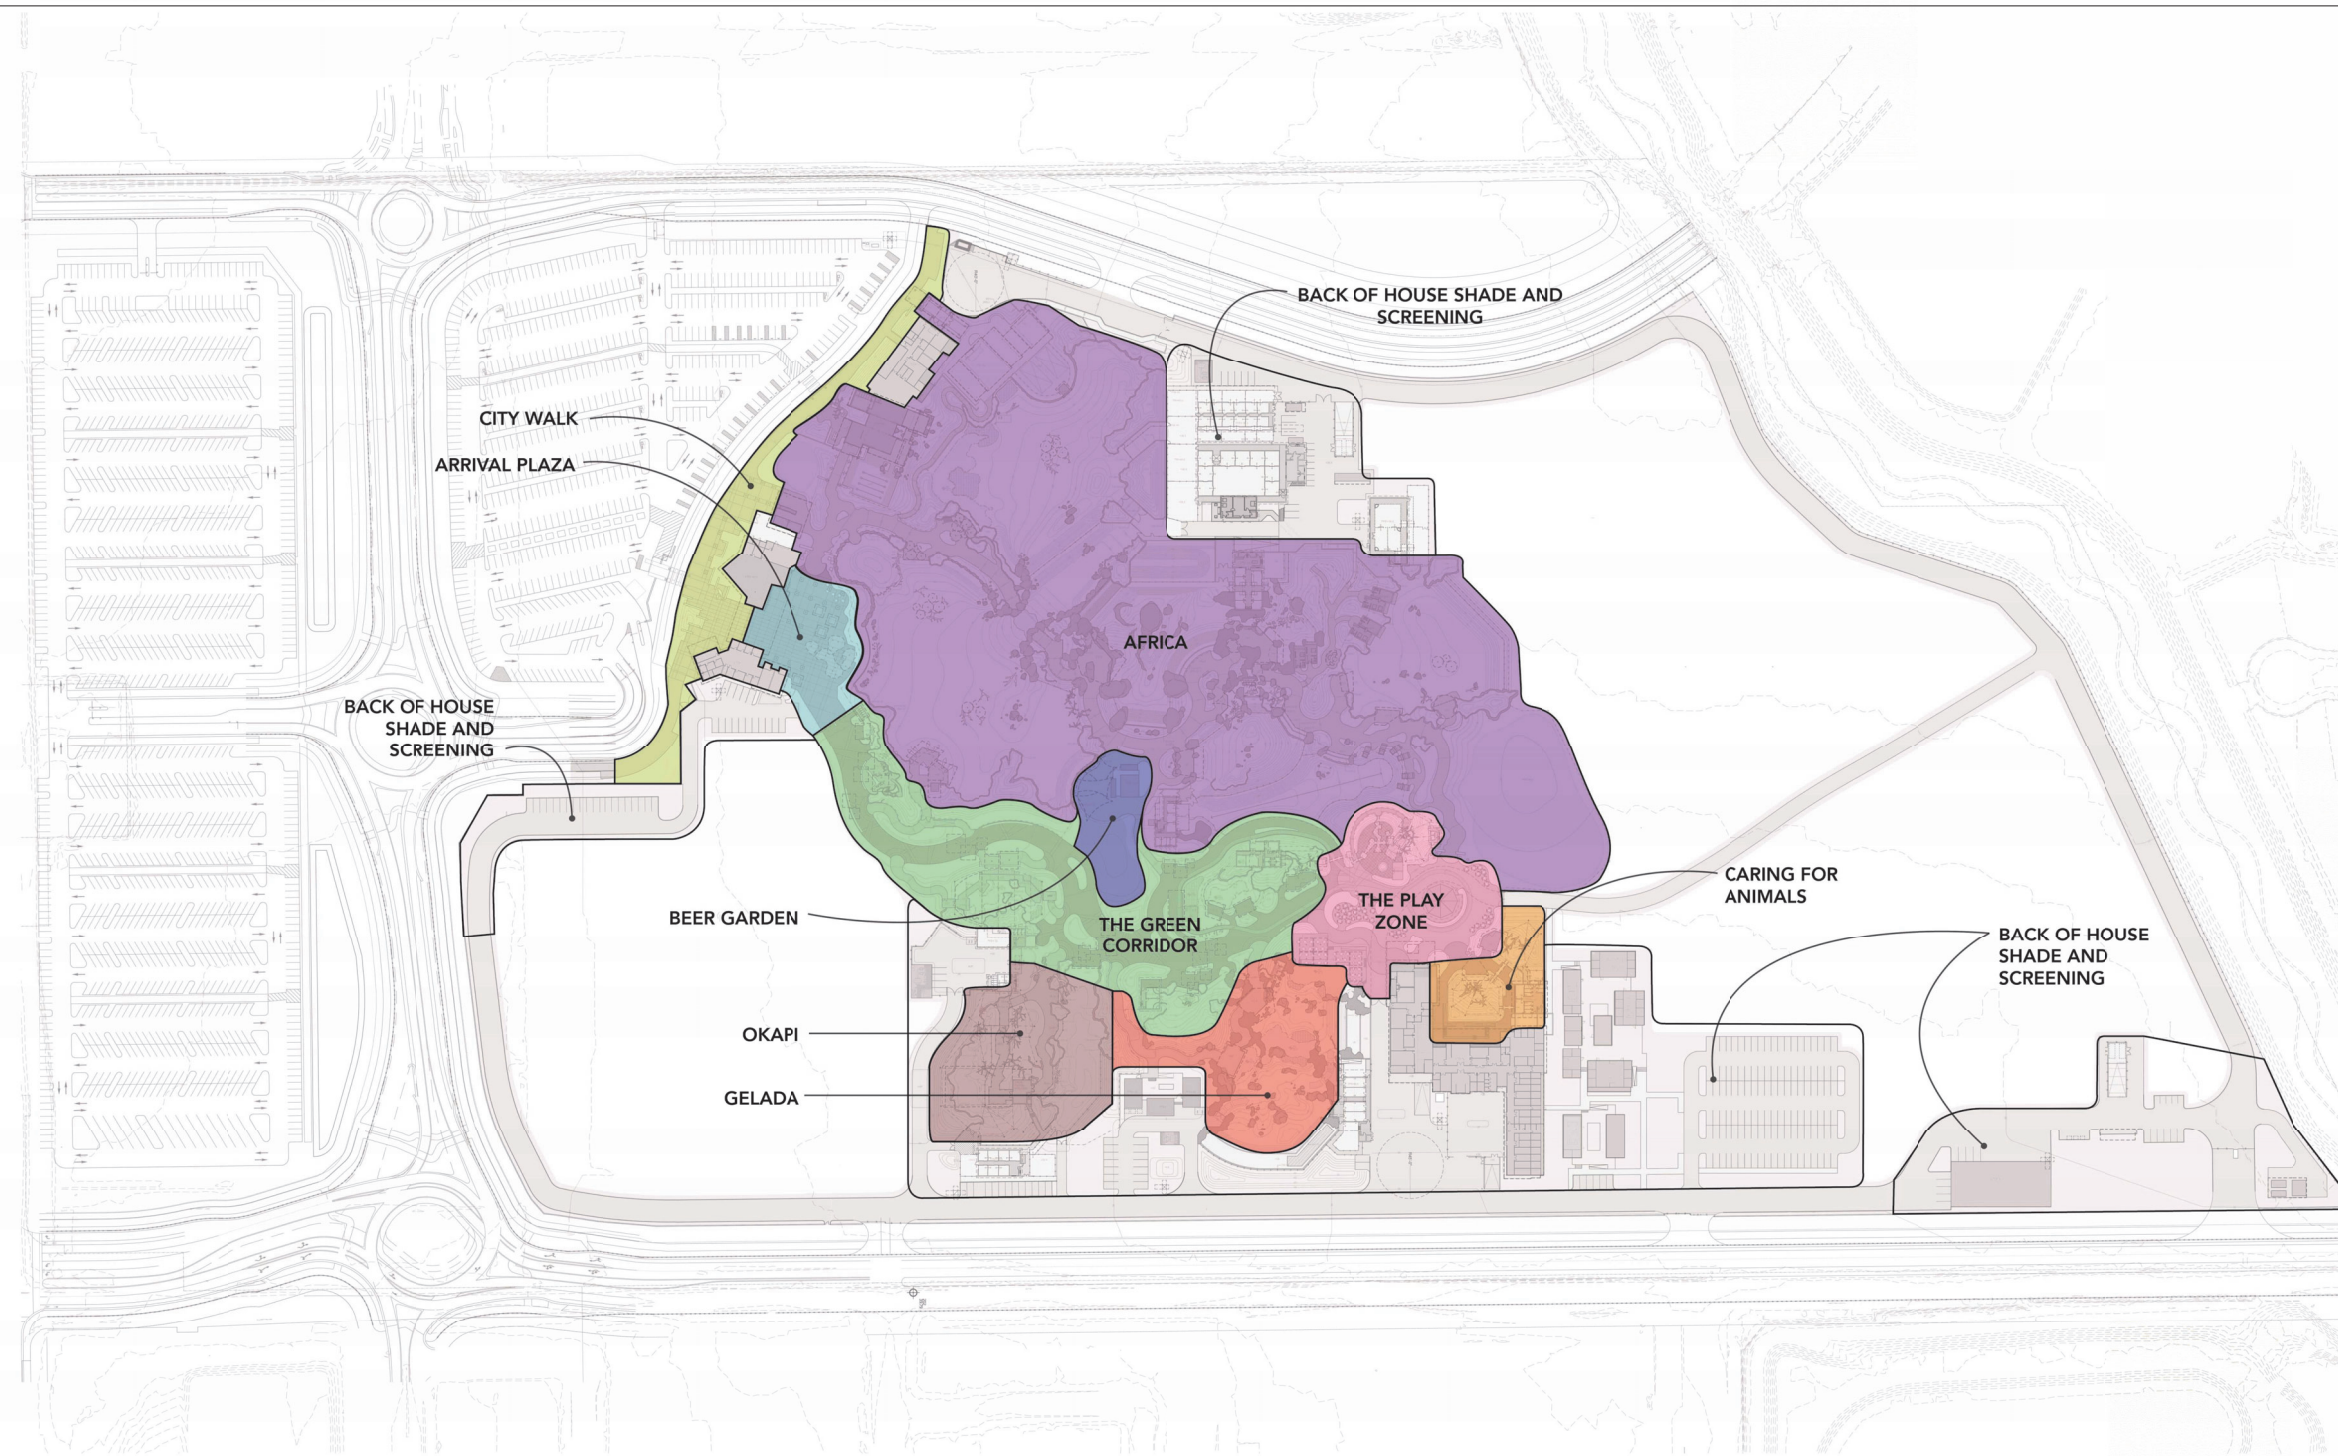 BACK OF HOUSE SHADE AND
SCREENING
CITY WALK
ARRIVAL PLAZA
AFRICA
BACK OF HOUSE
SHADE AND
SCREENING
CARING FOR
ANIMALS
THE PLAY
ZONE
BEER GARDEN
THE GREEN
CORRIDOR
BACK OF HOUSE
SHADE AND
SCREENING
OKAPI
GELADA